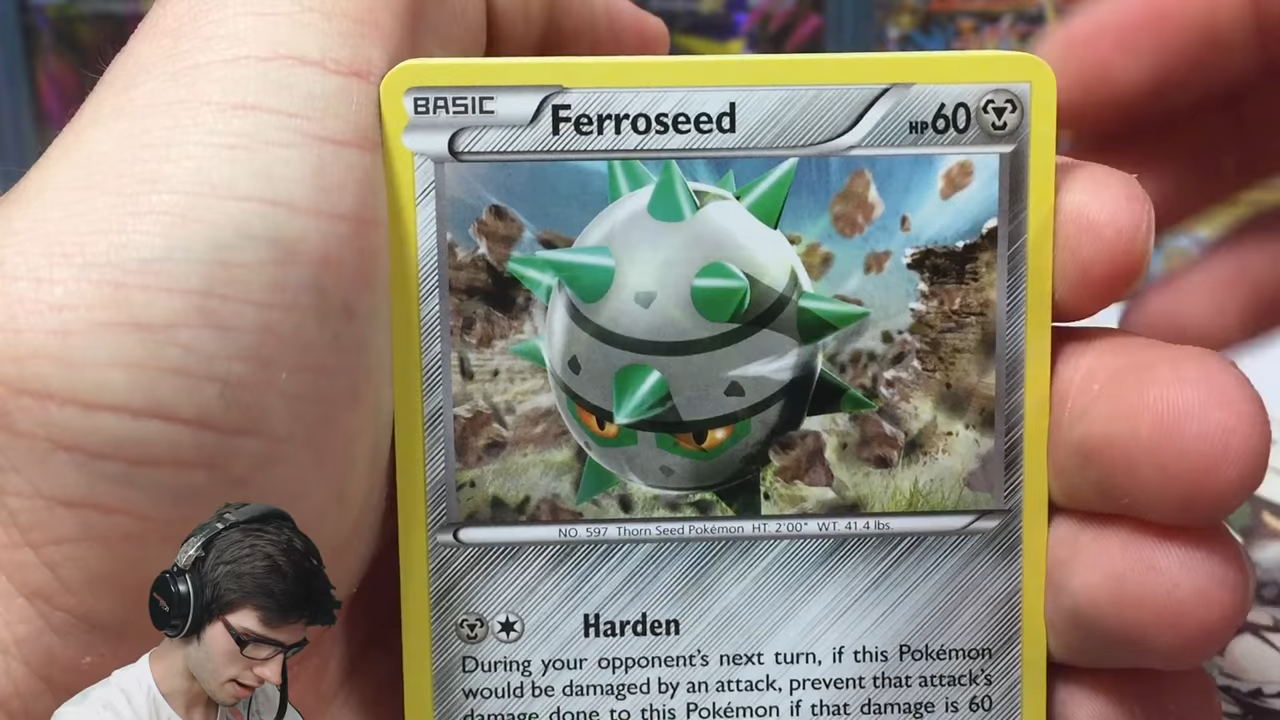 BASIC Ferroseed HP60
NO. 597 Thorn Seed Pokémon HT. 2'00" WT. 41.4 lbs.
Harden
During your opponent's next turn, if this Pokémon
would be damaged by an attack, prevent that attack's
damage done to this Pokémon if that damage is 60